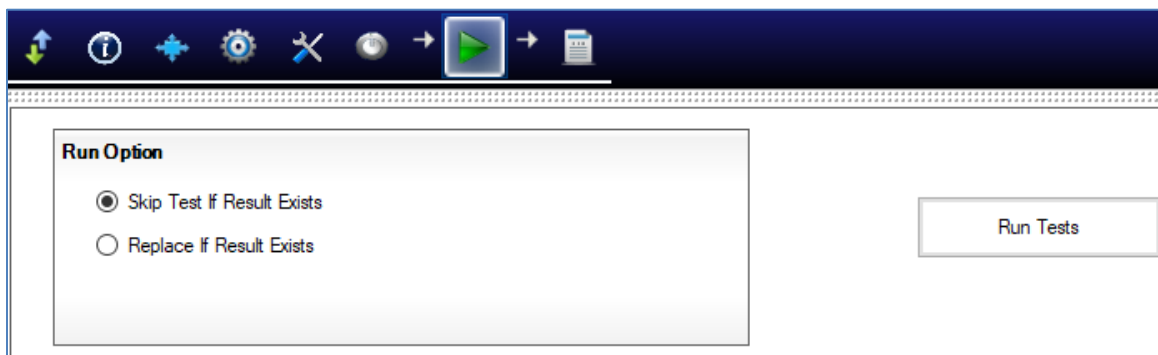 Run Option
Skip Test If Result Exists
Replace If Result Exists
Run Tests